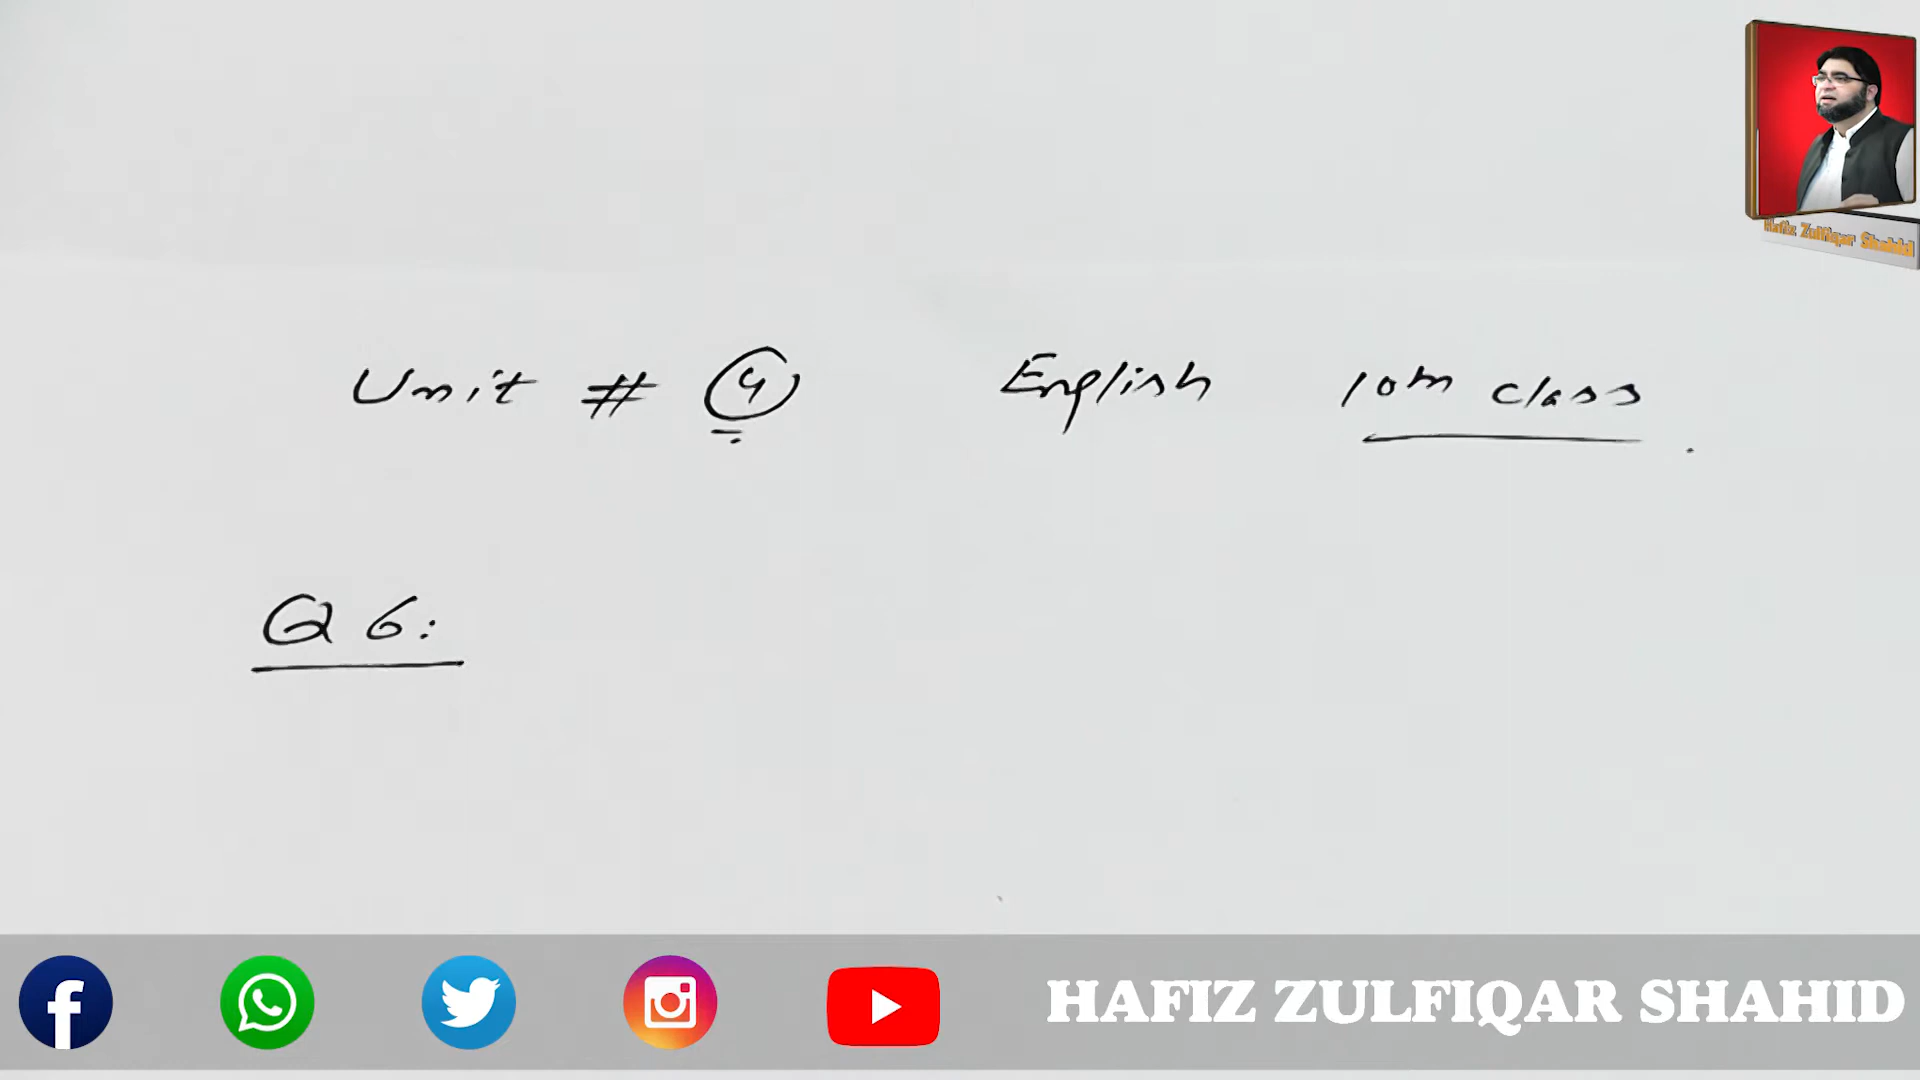 Hafiz Zulfiqar Shahid
Unit # 4 English 10th class
Q 6:
HAFIZ ZULFIQAR SHAHID